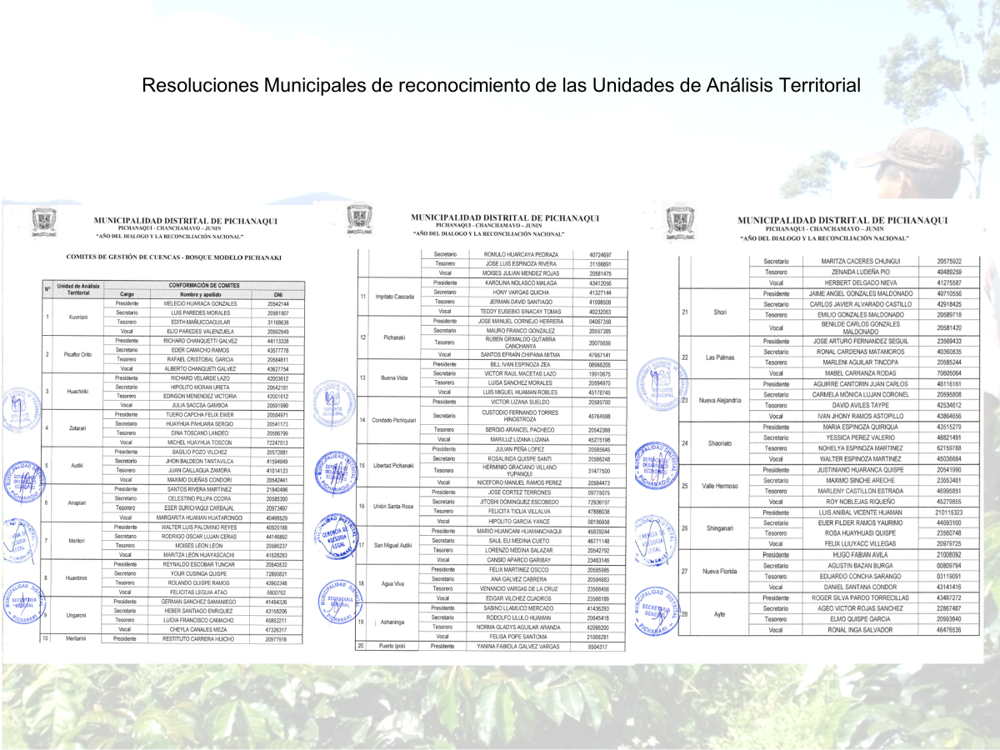 Resoluciones Municipales de reconocimiento de las Unidades de Análisis Territorial
MUNICIPALIDAD DISTRITAL DE PICHANAQUI
PICHANAQUI - CHANCHAMAYO – JUNIN
“AÑO DEL DIALOGO Y LA RECONCILIACIÓN NACIONAL”
COMITES DE GESTIÓN DE CUENCAS - BOSQUE MODELO PICHANAKI
N° Unidad de Análisis Territorial CONFORMACIÓN DE COMITES
Cargo Nombre y apellido DNI
1 Kuviriani Presidente MELECIO HUARACA GONZALES 20542144
Secretario LUIS PAREDES MORALES 20581907
Tesorero EDITH MAÑUICOAGUILAR 31168636
Vocal ELIO PAREDES VALENZUELA 20592649
2 Picaflor Orito Presidente RICHARD CHANQUETTI GALVEZ 44113328
Secretario EDER CAMACHO RAMOS 43577778
Tesorero RAFAEL CRISTOBAL GARCIA 20584811
Vocal ALBERTO CHANQUETI GALVEZ 43627754
3 Huachiriki Presidente RICHARD VELARDE LAZO 42003612
Secretario HIPOLITO MORAN URETA 20542181
Tesorero EDINSON MENENDEZ VICTORIA 42001612
Vocal JULIA SACCSA GAMBOA 20591990
4 Zotarari Presidente TUERO CAPCHA FELIX EWER 20584971
Secretario HUAYHUA PAHUARA SERGIO 20541173
Tesorero DINA TOSCANO LANDEO 20586799
Vocal MICHEL HUAYHUA TOSCON 72247013
5 Autiki Presidente BASILIO POZO VILCHEZ 20572881
Secretario JHON BALDEON TANTAVILCA 41594849
Tesorero JUAN CAILLAGUA ZAMORA 41014123
Vocal MAXIMO DUEÑAS CONDORI 20542441
6 Anapiari Presidente SANTOS RIVERA MARTINEZ 21840496
Secretario CELESTINO PILLPA CCORA 20585300
Tesorero ESER SURICHAQUI CARBAJAL 20973497
Vocal MARGARITA HUAMAN HUATARONGO 40498529
7 Meritori Presidente WALTER LUIS PALOMINO REYES 40920188
Secretario RODRIGO OSCAR LUJAN CERAS 44146892
Tesorero MOISES LEON LEON 20586237
Vocal MARITZA LEON HUAYASCACHI 41528283
8 Huantinini Presidente REYNALDO ESCOBAR TUNCAR 20540532
Secretario YOUR CUSINGA QUISPE 72890821
Tesorero ROLANDO QUISPE RAMOS 43902348
Vocal FELICITAS LEGUIA ATAO 6800762
9 Ungaroni Presidente GERMAN SANCHEZ SAMANIEGO 41484326
Secretario HEBER SANTIAGO ENRIQUEZ 43158206
Tesorero LUIDIA FRANCISCO CAMACHO 45862211
Vocal CHEYLA CANALES MEZA 47326317
10 Meritarini Presidente RESTITUTO CARRERA HUICHO 20977918
MUNICIPALIDAD DISTRITAL DE PICHANAQUI
PICHANAQUI - CHANCHAMAYO – JUNIN
“AÑO DEL DIALOGO Y LA RECONCILIACIÓN NACIONAL”
Secretario ROMULO HUARCAYA PEDRAZA 40724697
Tesorero JOSE LUIS ESPINOZA RIVERA 31166891
Vocal MOISES JULIAN MENDEZ ROJAS 20581475
11 Impitato Cascada Presidente KAROLINA NOLASCO MALAGA 43412056
Secretario HONY VARGAS QUICHA 41327144
Tesorero JERMAN DAVID SANTIAGO 41098508
Vocal TEDDY EUSEBIO SINACAY TOMAS 40232063
12 Pichanaki Presidente JOSE MANUEL CORNEJO HERRERA 04067358
Secretario MAURO FRANCO GONZALEZ 20557385
Tesorero RUBEN GRIMALDO GUTARRA CANCHANYA 20075656
Vocal SANTOS EFRAÍN CHIPANA MITMA 47657141
13 Buena Vista Presidente BILL IVAN ESPINOZA ZEA 08968205
Secretario VICTOR RAUL MACETAS LAZO 19910675
Tesorero LUISA SANCHEZ MORALES 20594970
Vocal LUIS MIGUEL HUAMAN ROBLES 45178745
14 Condado Pichiquiari Presidente VICTOR LIZANA SUELDO 20589700
Secretario CUSTODIO FERNANDO TORRES HINOSTROZA 45764598
Tesorero SERGIO ARANCEL PACHECO 20542388
Vocal MARILUZ LIZANA LIZANA 45275198
15 Libertad Pichanaki Presidente JULIAN PEÑA LOPEZ 20585645
Secretario ROSALINDA QUISPE SANTI 20586248
Tesorero HERMINIO GRACIANO VILLANO YUPANQUI 31477500
Vocal NICEFORO MANUEL RAMOS PEREZ 20584473
16 Unión Santa Rosa Presidente JOSE CORTEZ TERRONES 09775075
Secretario JITOSHI DOMINGUEZ ESCOBEDO 72936197
Tesorero FELICITA TICLIA VILLALVA 47886038
Vocal HIPOLITO GARCIA YANCE 00186958
17 San Miguel Autiki Presidente MARIO HUANCANI HUAMANCHAQUI 46829244
Secretario SAUL ELI MEDINA CUETO 46771148
Tesorero LORENZO MEDINA SALAZAR 20542792
Vocal CANSIO APARCO GARIBAY 23463145
18 Agua Viva Presidente FELIX MARTINEZ OSCCO 20585985
Secretario ANA GALVEZ CABRERA 20584883
Tesorero VENANCIO VARGAS DE LA CRUZ 23568456
Vocal EDGAR VILCHEZ CUADROS 23568189
19 Ashaninga Presidente SABINO LLAMUCO MERCADO 41436293
Secretario RODOLFO ULULO HUAMAN 20645418
Tesorero NORMA GLADYS AGUILAR ARANDA 42098200
Vocal FELISA POPE SANTOMA 21008281
20 Puerto Ipoki Presidente YANINA FABIOLA GALVEZ VARGAS 9504317
MUNICIPALIDAD DISTRITAL DE PICHANAQUI
PICHANAQUI - CHANCHAMAYO – JUNIN
“AÑO DEL DIALOGO Y LA RECONCILIACIÓN NACIONAL”
Secretario MARITZA CACERES CHUNGUI 20575922
Tesorero ZENAIDA LUDEÑA PIO 40489259
Vocal HERBERT DELGADO NIEVA 41275587
21 Shori Presidente JAIME ANGEL GONZALES MALDONADO 40710556
Secretario CARLOS JAVIER ALVARADO CASTILLO 42918425
Tesorero EMILIO GONZALES MALDONADO 20589718
Vocal BENILDE CARLOS GONZALES MALDONADO 20581420
22 Las Palmas Presidente JOSE ARTURO FERNANDEZ SEGUIL 23569433
Secretario RONAL CARDENAS MATAMOROS 40360835
Tesorero MARLENI AGUILAR TINCOPA 20585244
Vocal MABEL CARRANZA RODAS 70605064
23 Nueva Alejandria Presidente AGUIRRE CANTORIN JUAN CARLOS 46116161
Secretario CARMELA MÓNICA LUJAN CORONEL 20595808
Tesorero DAVID AVILES TAYPE 42534612
Vocal IVAN JHONY RAMOS ASTOPILLO 43864656
24 Shaoriato Presidente MARIA ESPINOZA QUIRIQUA 43515279
Secretario YESSICA PEREZ VALERIO 48821491
Tesorero NOHELYA ESPINOZA MARTINEZ 62159788
Vocal WALTER ESPINOZA MARTINEZ 45036684
25 Valle Hermoso Presidente JUSTINIANO HUARANCA QUISPE 20541990
Secretario MAXIMO SINCHE ARECHE 23653481
Tesorero MARLENY CASTILLON ESTRADA 46995851
Vocal ROY NOBLEJAS RIQUEÑO 45279855
26 Shinganari Presidente LUIS ANIBAL VICENTE HUAMAN 210115323
Secretario EUER FILDER RAMOS YAURIMO 44693100
Tesorero ROSA HUAYHUASI QUISPE 23560748
Vocal FELIX LLIUYACC VILLEGAS 20979725
27 Nueva Florida Presidente HUGO FABIAN AVILA 21008092
Secretario AGUSTIN BAZAN BURGA 00809794
Tesorero EDUARDO CONCHA SARANGO 03119091
Vocal DANIEL SANTANA CONDOR 43141416
28 Ayte Presidente ROGER SILVA PARDO TORRECILLAS 43487272
Secretario AGEO VICTOR ROJAS SANCHEZ 22867487
Tesorero ELMO QUISPE GARCIA 20993640
Vocal RONAL INGA SALVADOR 46476536